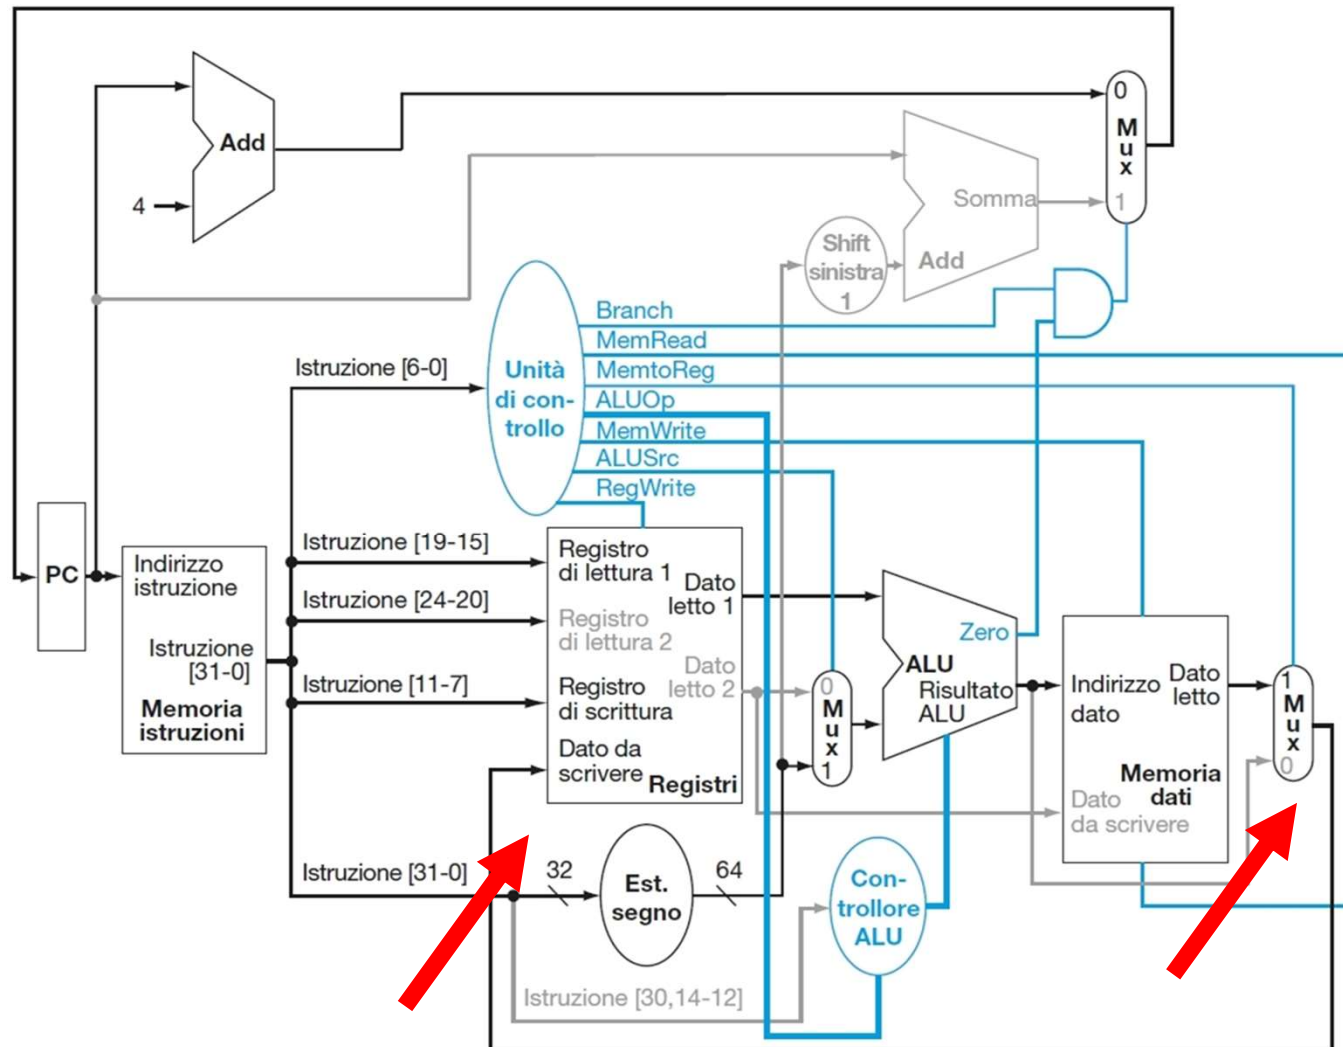 Add
4
0
Mux
1
Somma
Add
Shift
sinistra
1
Branch
MemRead
MemtoReg
ALUOp
MemWrite
ALUSrc
RegWrite
Unità
di con-
trollo
Istruzione [6-0]
Istruzione [19-15]
Istruzione [24-20]
Istruzione [11-7]
Istruzione [31-0]
PC
Indirizzo
istruzione
Istruzione
[31-0]
Memoria
istruzioni
Registro
di lettura 1
Registro
di lettura 2
Registro
di scrittura
Dato da
scrivere
Dato
letto 1
Dato
letto 2
Registri
0
Mux
1
ALU
Zero
Risultato
ALU
Indirizzo
dato
Dato
letto
Memoria
dati
Dato
da scrivere
1
Mux
0
32
Est.
segno
64
Con-
trollore
ALU
Istruzione [30,14-12]